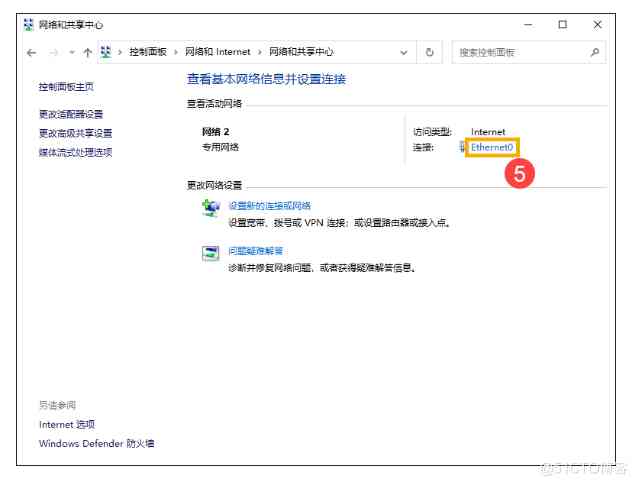 网络和共享中心
控制面板 > 网络和 Internet > 网络和共享中心
搜索控制面板
控制面板主页
更改适配器设置
更改高级共享设置
媒体流式处理选项
查看基本网络信息并设置连接
查看活动网络
网络 2
专用网络
访问类型: Internet
连接: Ethernet0
5
更改网络设置
设置新的连接或网络
设置宽带、拨号或 VPN 连接；或设置路由器或接入点。
问题疑难解答
诊断并修复网络问题，或者获得疑难解答信息。
另请参阅
Internet 选项
Windows Defender 防火墙
@51CTO博客